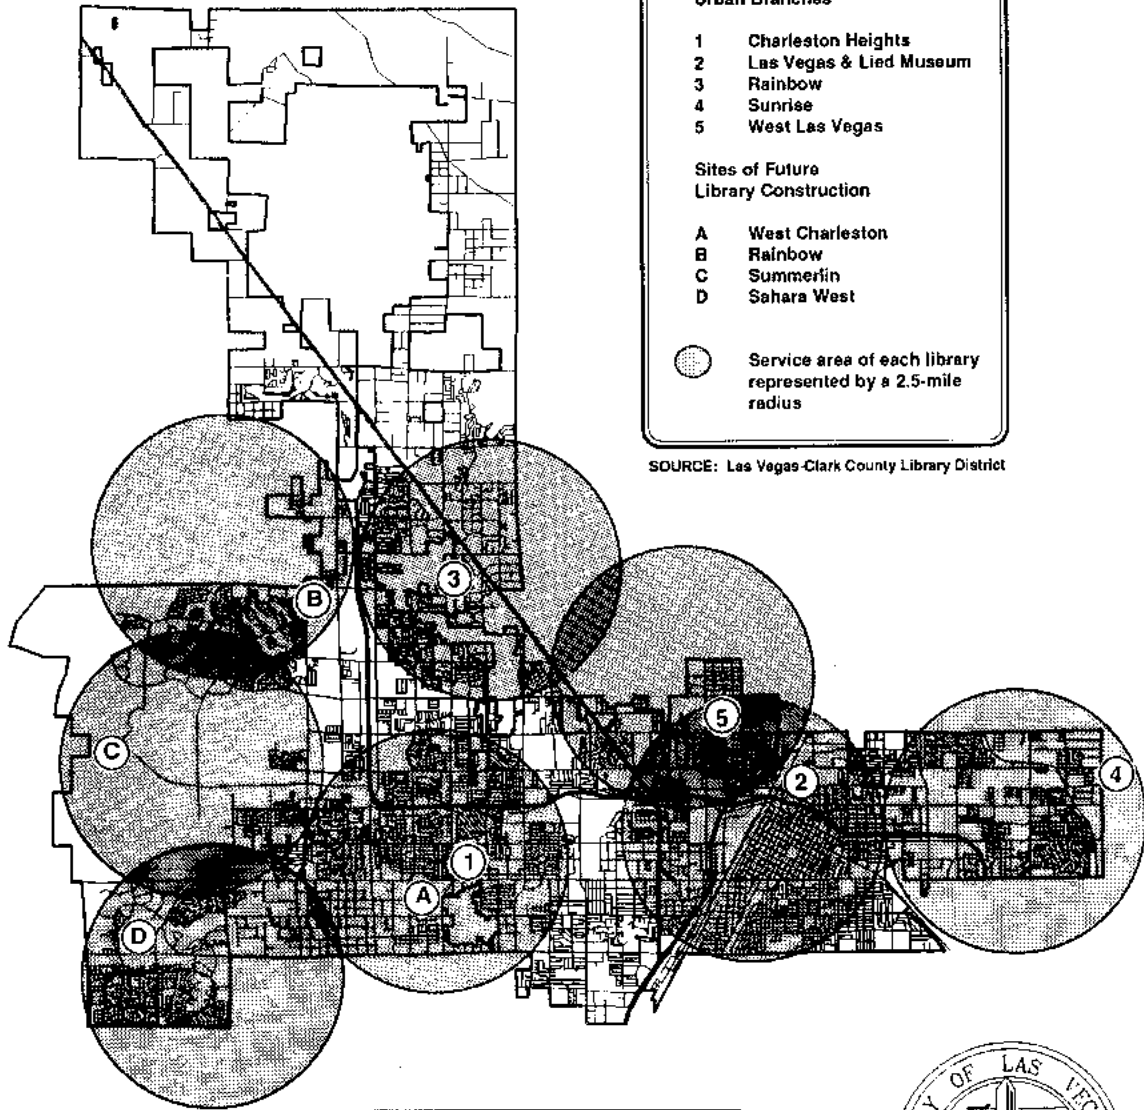 Urban Branches
1 Charleston Heights
2 Las Vegas & Lied Museum
3 Rainbow
4 Sunrise
5 West Las Vegas
Sites of Future
Library Construction
A West Charleston
B Rainbow
C Summerlin
D Sahara West
Service area of each library
represented by a 2.5-mile
radius
SOURCE: Las Vegas-Clark County Library District
3
B
5
C
4
2
1
A
D
OF LAS